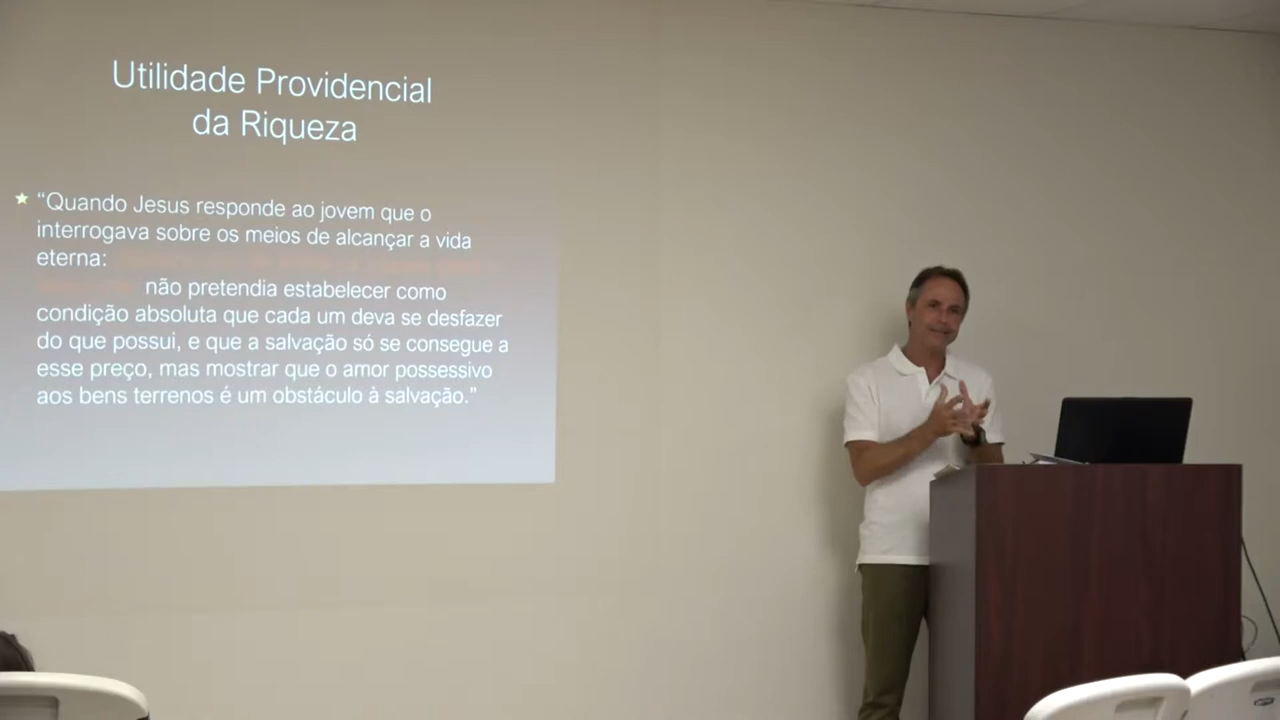 Utilidade Providencial
da Riqueza
“Quando Jesus responde ao jovem que o
interrogava sobre os meios de alcançar a vida
eterna:
não pretendia estabelecer como
condição absoluta que cada um deva se desfazer
do que possui, e que a salvação só se consegue a
esse preço, mas mostrar que o amor possessivo
aos bens terrenos é um obstáculo à salvação.”